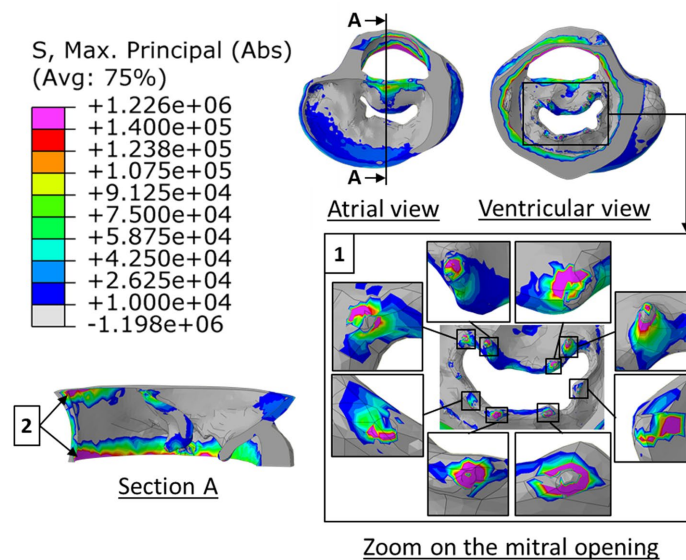 S, Max. Principal (Abs)
(Avg: 75%)
+1.226e+06
+1.400e+05
+1.238e+05
+1.075e+05
+9.125e+04
+7.500e+04
+5.875e+04
+4.250e+04
+2.625e+04
+1.000e+04
-1.198e+06
A
A
Atrial view
Ventricular view
1
2
Section A
Zoom on the mitral opening